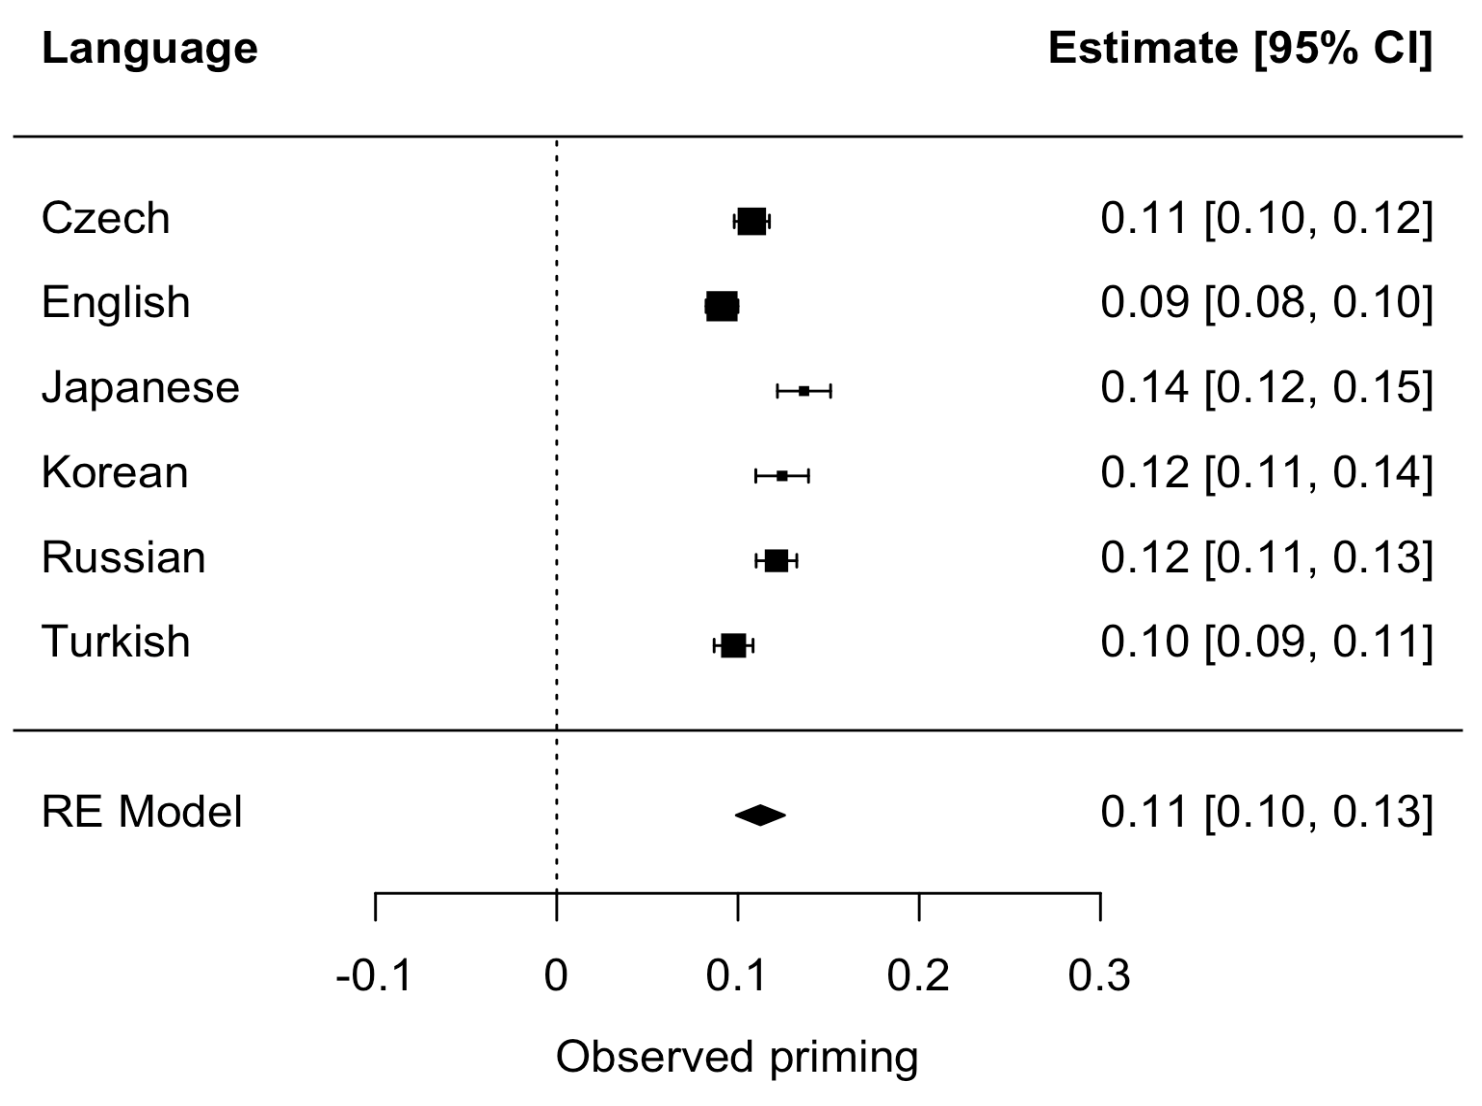 Language Estimate [95% CI]
Czech 0.11 [0.10, 0.12]
English 0.09 [0.08, 0.10]
Japanese 0.14 [0.12, 0.15]
Korean 0.12 [0.11, 0.14]
Russian 0.12 [0.11, 0.13]
Turkish 0.10 [0.09, 0.11]
RE Model 0.11 [0.10, 0.13]
-0.1 0 0.1 0.2 0.3
Observed priming